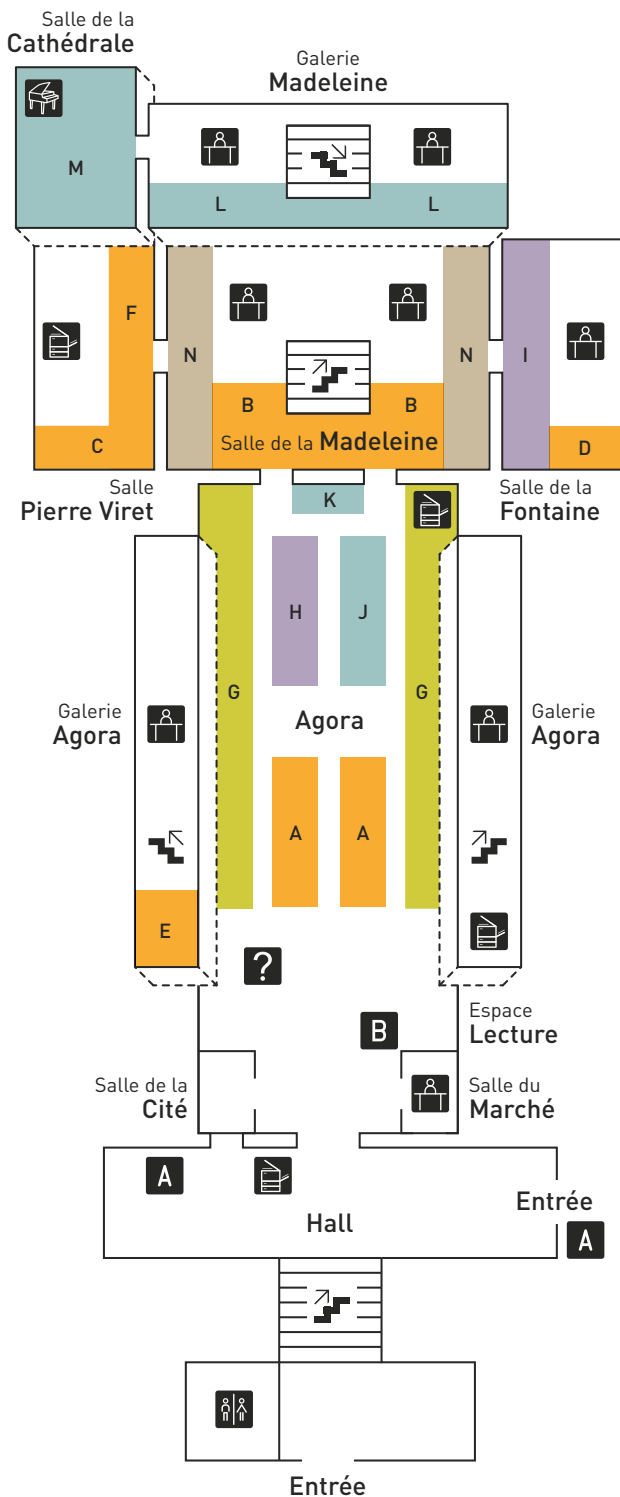 Salle de la
Cathédrale
Galerie
Madeleine
M
L
L
F
N
N
I
B
B
C
D
Salle de la Madeleine
Salle
Pierre Viret
Salle de la
Fontaine
K
H
J
G
G
Agora
Galerie
Agora
Galerie
Agora
A
A
E
?
B
Espace
Lecture
Salle de la
Cité
Salle du
Marché
A
Hall
Entrée
A
Entrée